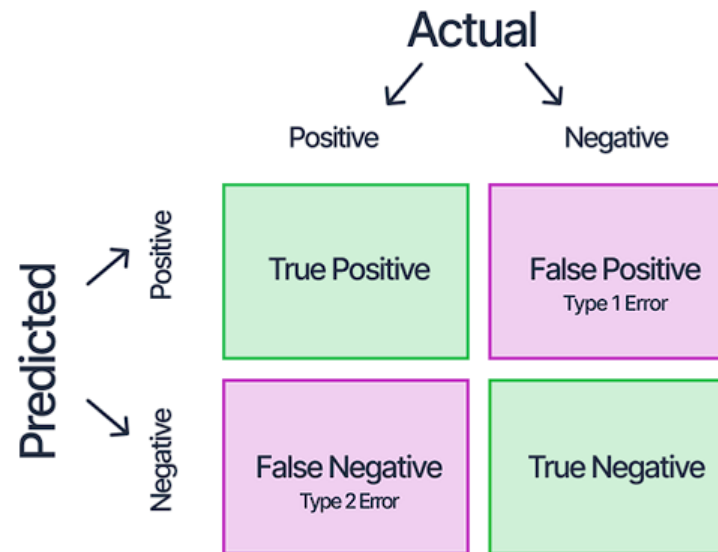 Actual
Positive
Negative
Predicted
Positive
True Positive
False Positive
Type 1 Error
Negative
False Negative
Type 2 Error
True Negative